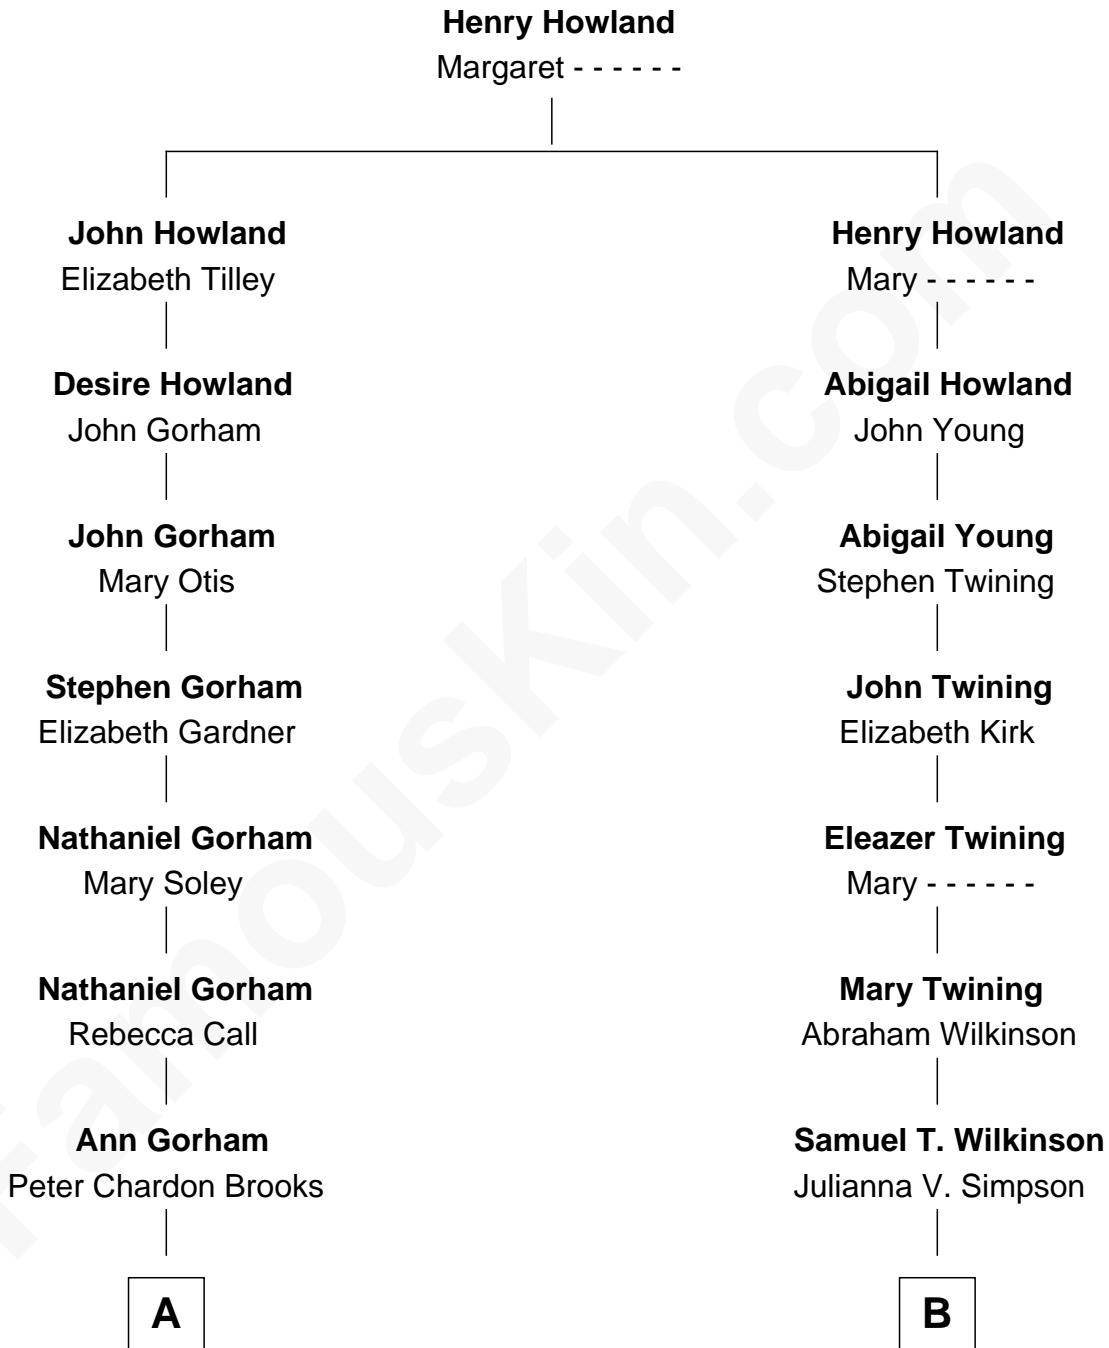 Henry Howland
Margaret - - - - - -
John Howland
Elizabeth Tilley
Henry Howland
Mary - - - - - -
Desire Howland
John Gorham
Abigail Howland
John Young
John Gorham
Mary Otis
Abigail Young
Stephen Twining
Stephen Gorham
Elizabeth Gardner
John Twining
Elizabeth Kirk
Nathaniel Gorham
Mary Soley
Eleazer Twining
Mary - - - - - -
Nathaniel Gorham
Rebecca Call
Mary Twining
Abraham Wilkinson
Ann Gorham
Peter Chardon Brooks
Samuel T. Wilkinson
Julianna V. Simpson
A
B
FamousKin.com